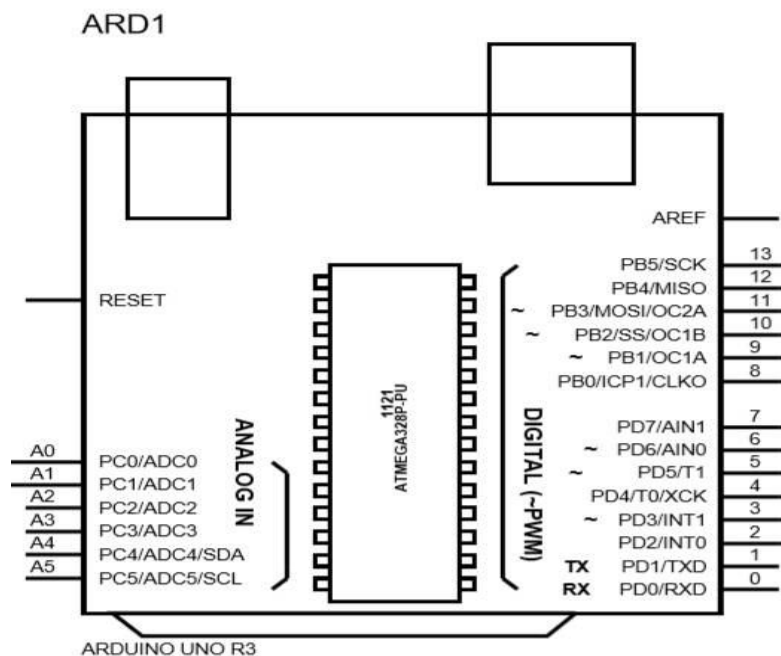 ARD1
AREF
RESET
PB5/SCK 13
PB4/MISO 12
~ PB3/MOSI/OC2A 11
~ PB2/SS/OC1B 10
~ PB1/OC1A 9
PB0/ICP1/CLKO 8
PD7/AIN1 7
~ PD6/AIN0 6
~ PD5/T1 5
PD4/T0/XCK 4
~ PD3/INT1 3
PD2/INT0 2
TX PD1/TXD 1
RX PD0/RXD 0
DIGITAL (~PWM)
1121
ATMEGA328P-PU
ANALOG IN
A0 PC0/ADC0
A1 PC1/ADC1
A2 PC2/ADC2
A3 PC3/ADC3
A4 PC4/ADC4/SDA
A5 PC5/ADC5/SCL
ARDUINO UNO R3